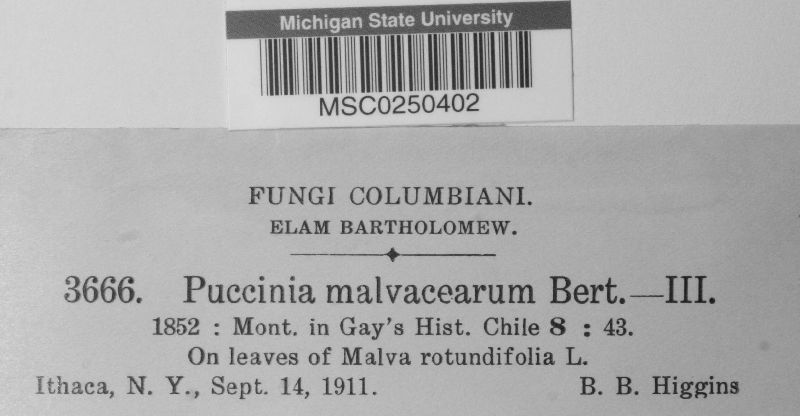 Michigan State University
MSC0250402
FUNGI COLUMBIANI.
ELAM BARTHOLOMEW.
3666. Puccinia malvacearum Bert.—III.
1852 : Mont. in Gay's Hist. Chile 8 : 43.
On leaves of Malva rotundifolia L.
Ithaca, N. Y., Sept. 14, 1911. B. B. Higgins